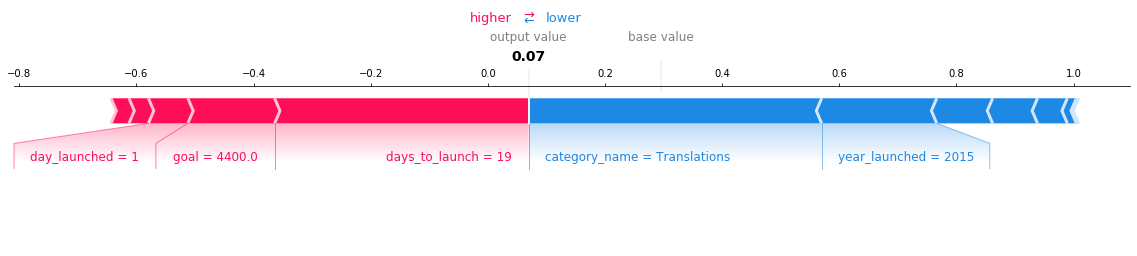 higher ⇄ lower
output value base value
0.07
−0.8 −0.6 −0.4 −0.2 0.0 0.2 0.4 0.6 0.8 1.0
day_launched = 1 goal = 4400.0 days_to_launch = 19 category_name = Translations year_launched = 2015